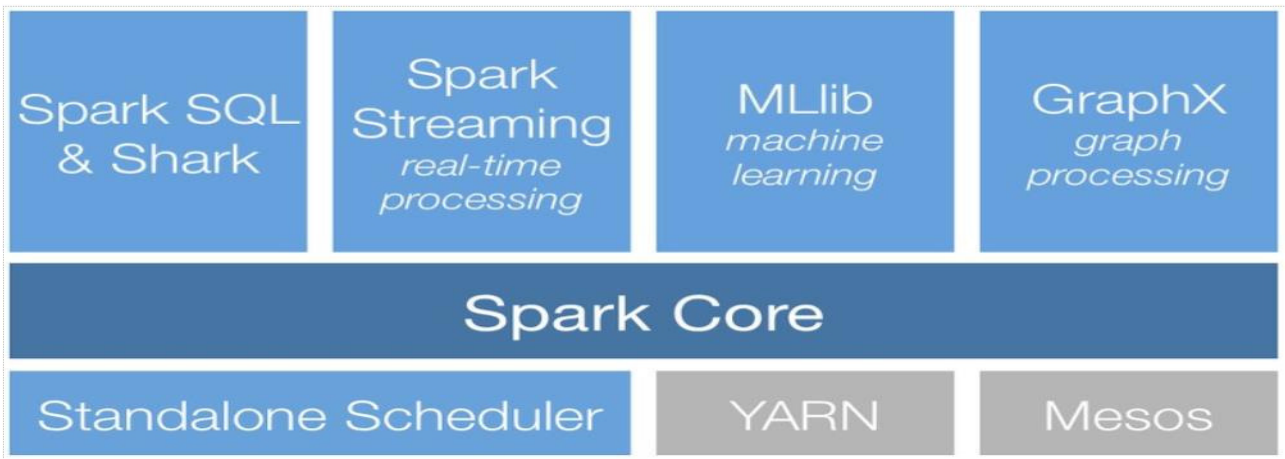 Spark SQL
& Shark
Spark
Streaming
real-time
processing
MLlib
machine
learning
GraphX
graph
processing
Spark Core
Standalone Scheduler
YARN
Mesos